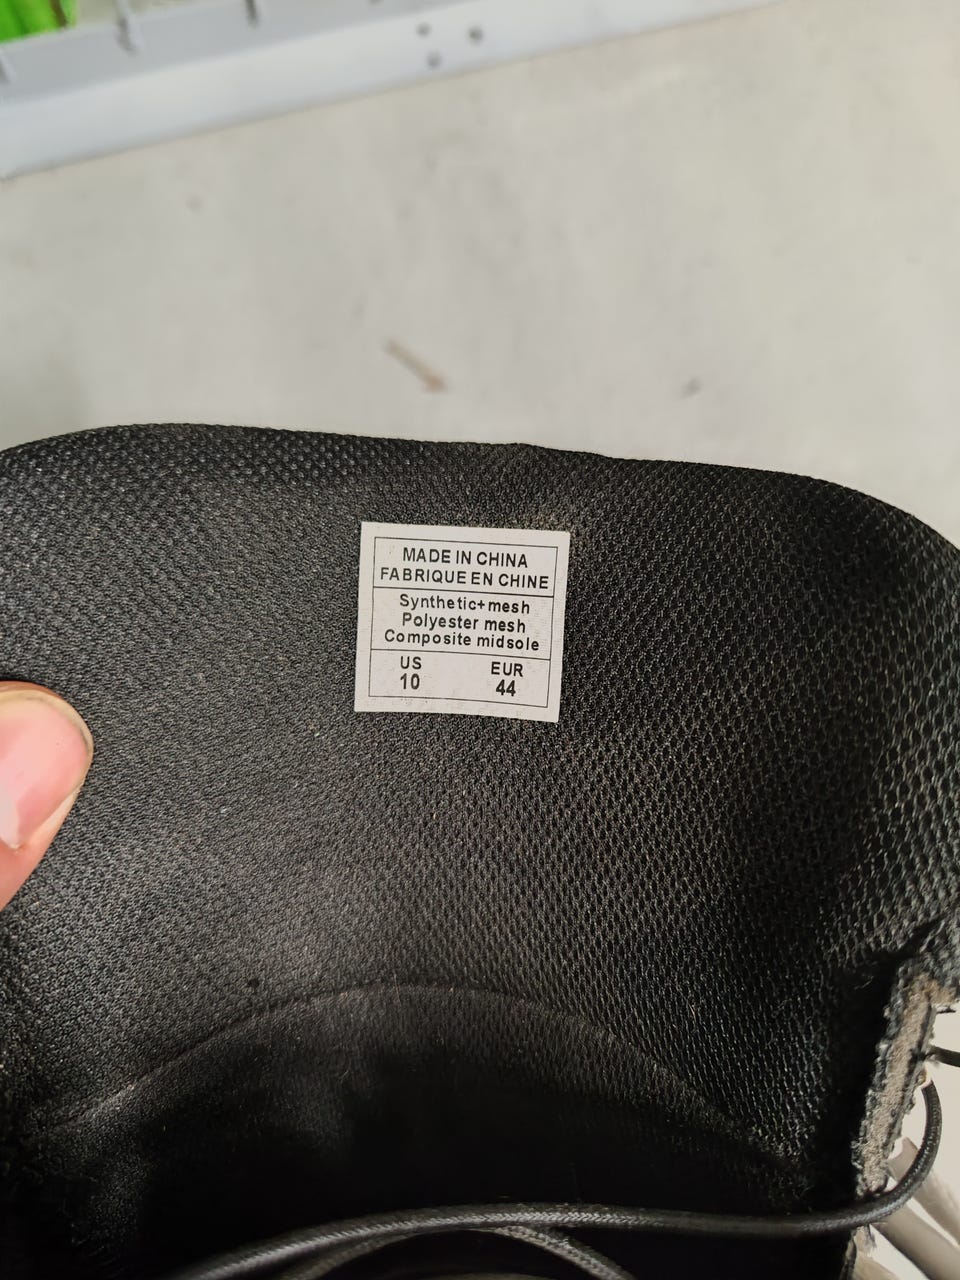 MADE IN CHINA
FABRIQUE EN CHINE
Synthetic+mesh
Polyester mesh
Composite midsole
US EUR
10 44